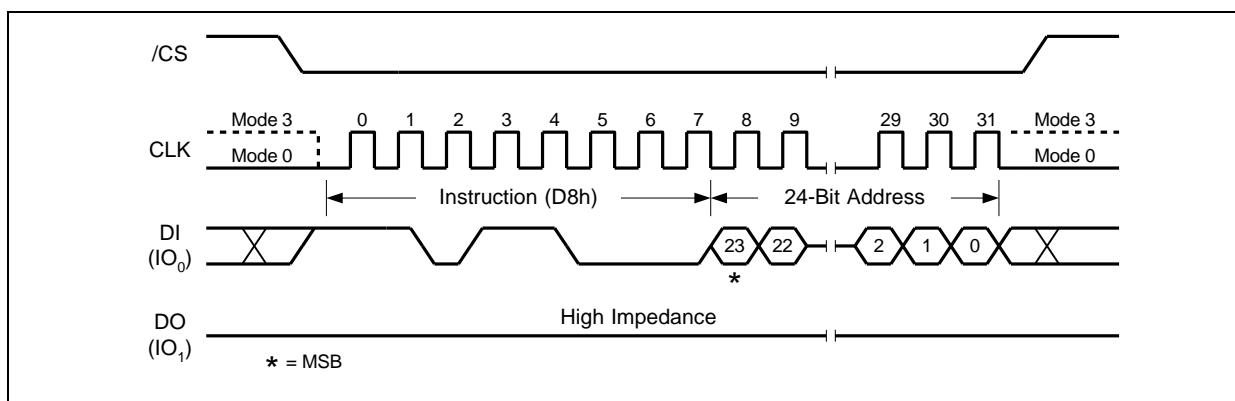 /CS
Mode 3 0 1 2 3 4 5 6 7 8 9 29 30 31 Mode 3
CLK
Mode 0 Mode 0
Instruction (D8h) 24-Bit Address
DI
(IO0)
23 22 2 1 0
*
High Impedance
DO
(IO1)
* = MSB